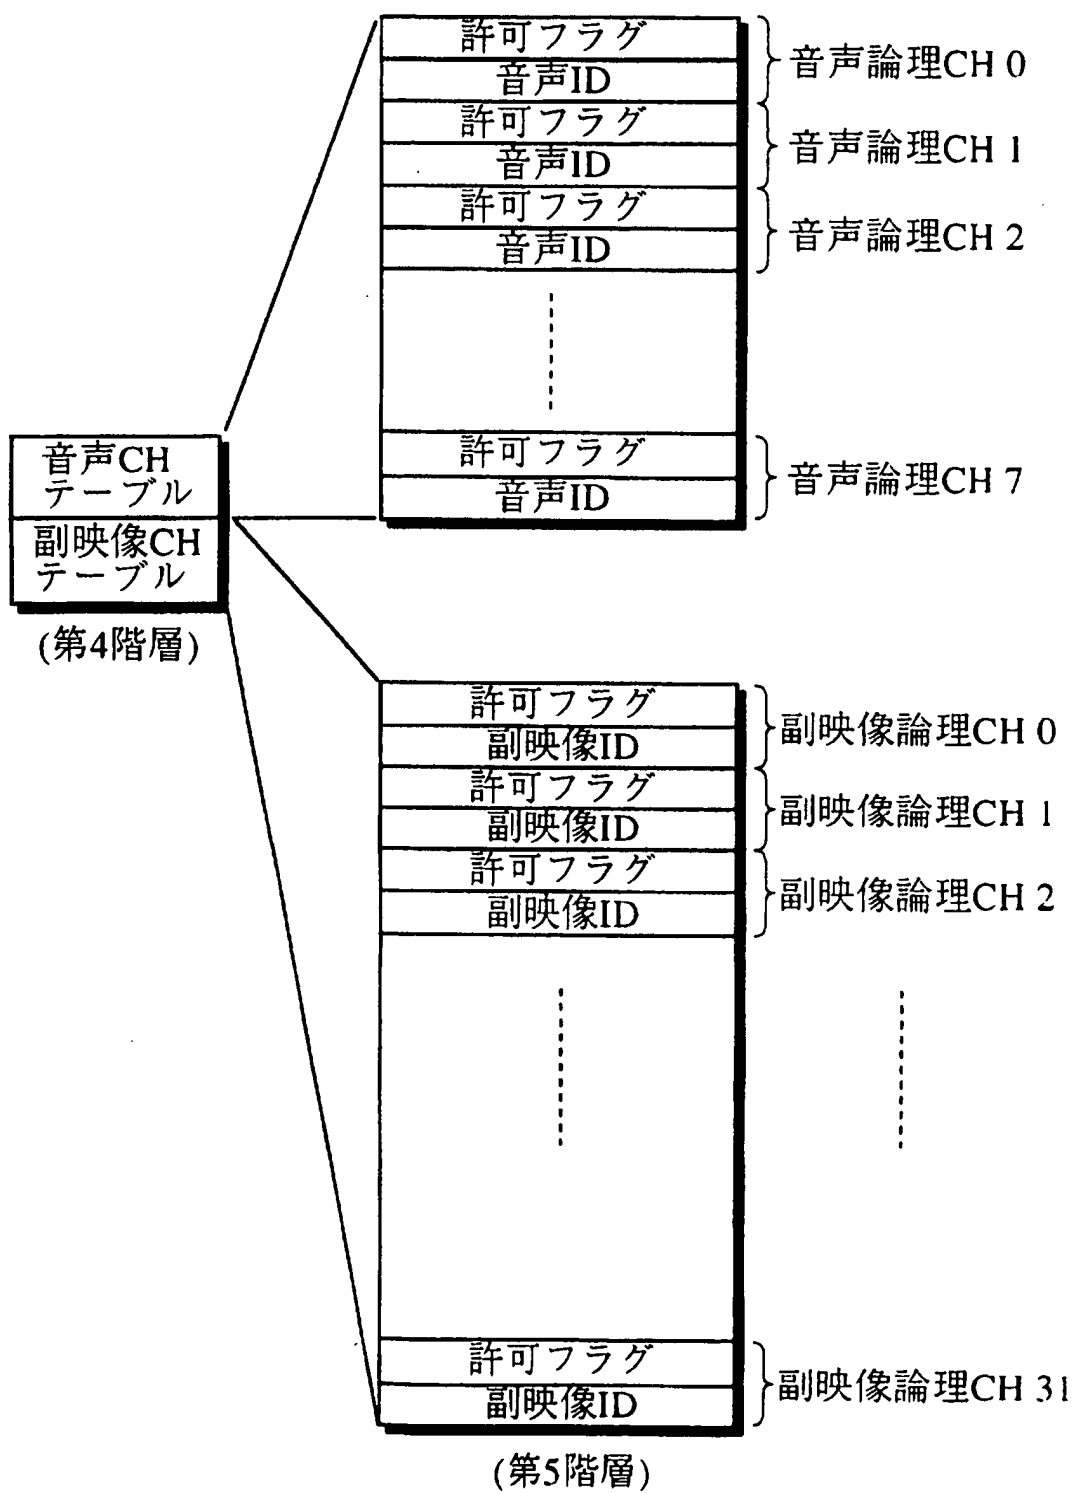 許可フラグ
音声ID
音声論理CH 0
許可フラグ
音声ID
音声論理CH 1
許可フラグ
音声ID
音声論理CH 2
許可フラグ
音声ID
音声論理CH 7
音声CH
テーブル
副映像CH
テーブル
(第4階層)
許可フラグ
副映像ID
副映像論理CH 0
許可フラグ
副映像ID
副映像論理CH 1
許可フラグ
副映像ID
副映像論理CH 2
許可フラグ
副映像ID
副映像論理CH 31
(第5階層)